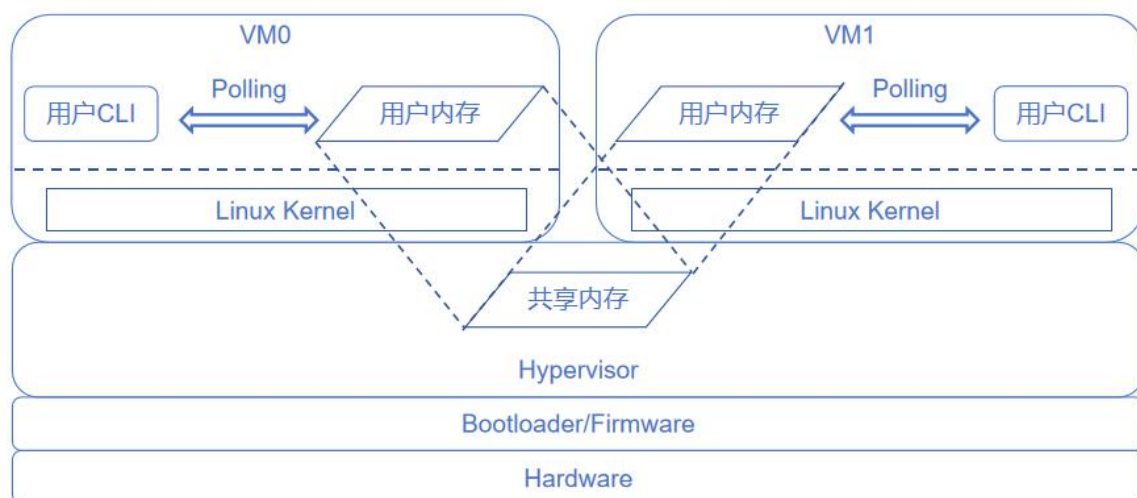 VM0
VM1
用户CLI
Polling
用户内存
用户内存
Polling
用户CLI
Linux Kernel
Linux Kernel
共享内存
Hypervisor
Bootloader/Firmware
Hardware